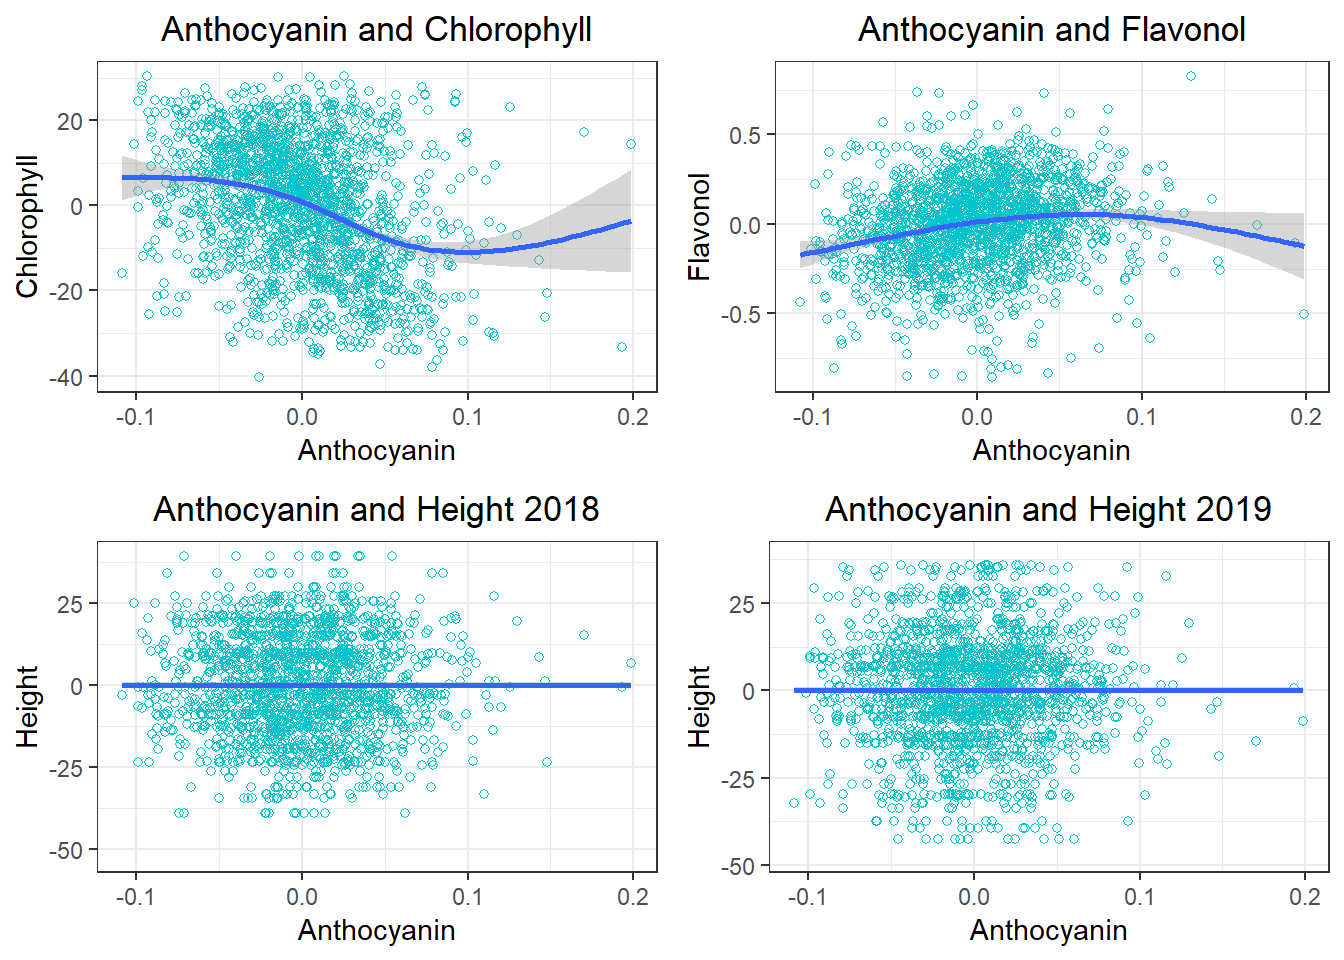 Anthocyanin and Chlorophyll
Chlorophyll
20
0
-20
-40
-0.1 0.0 0.1 0.2
Anthocyanin
Anthocyanin and Flavonol
Flavonol
0.5
0.0
-0.5
-0.1 0.0 0.1 0.2
Anthocyanin
Anthocyanin and Height 2018
Height
25
0
-25
-50
-0.1 0.0 0.1 0.2
Anthocyanin
Anthocyanin and Height 2019
Height
25
0
-25
-50
-0.1 0.0 0.1 0.2
Anthocyanin